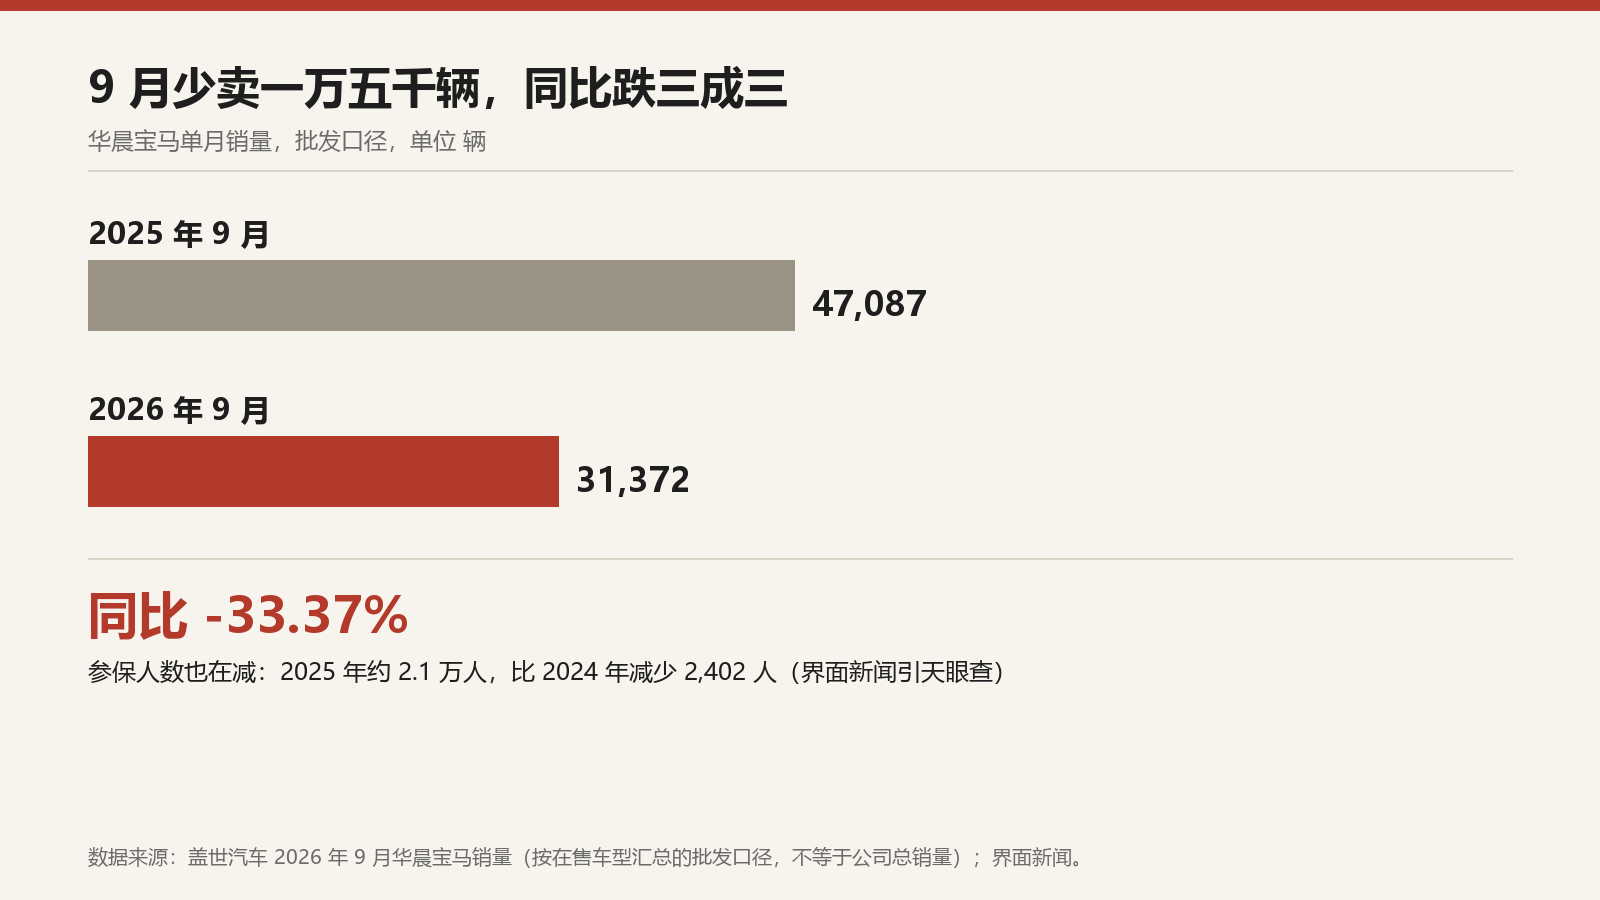 9 月少卖一万五千辆，同比跌三成三
华晨宝马单月销量，批发口径，单位 辆
2025 年 9 月
47,087
2026 年 9 月
31,372
同比 -33.37%
参保人数也在减：2025 年约 2.1 万人，比 2024 年减少 2,402 人（界面新闻引天眼查）
数据来源：盖世汽车 2026 年 9 月华晨宝马销量（按在售车型汇总的批发口径，不等于公司总销量）；界面新闻。